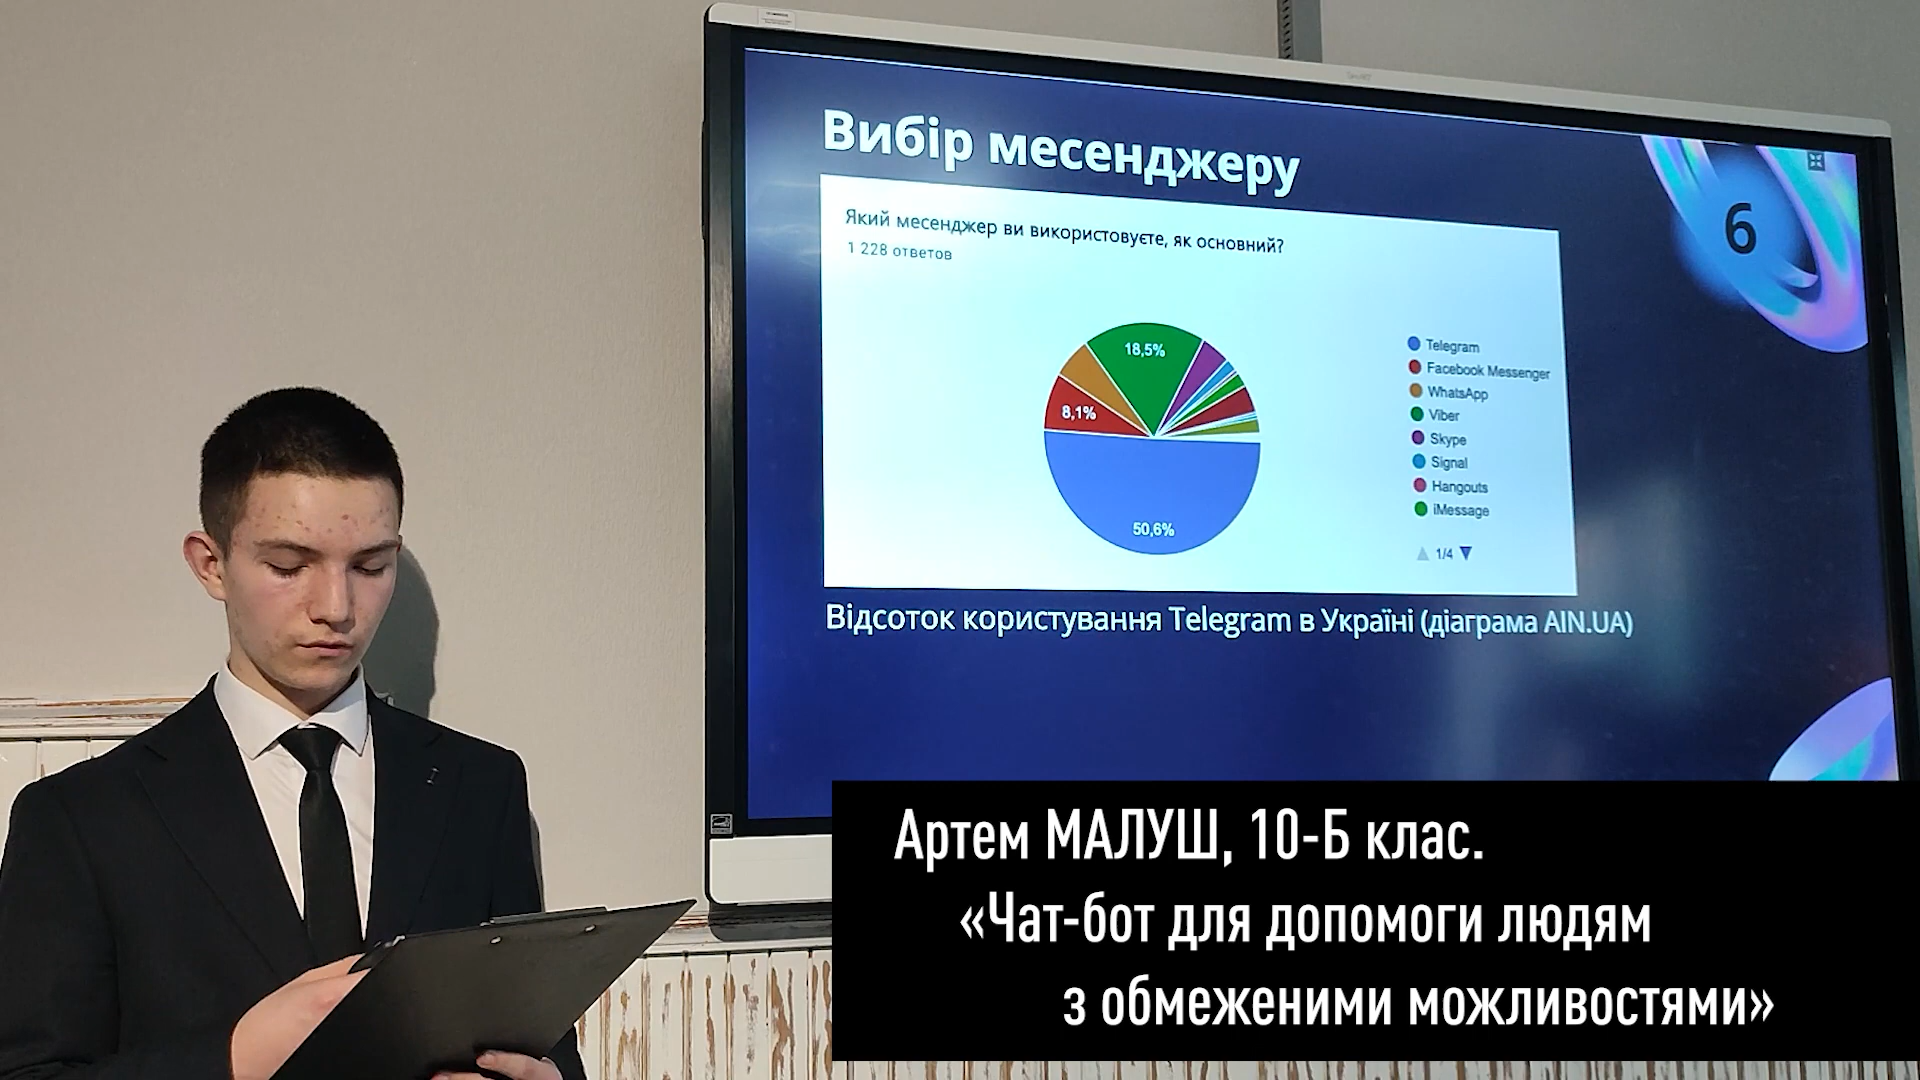 Вибір месенджеру
6
Який месенджер ви використовуєте, як основний?
1 228 ответов
18,5%
8,1%
50,6%
Telegram
Facebook Messenger
WhatsApp
Viber
Skype
Signal
Hangouts
iMessage
1/4
Відсоток користування Telegram в Україні (діаграма AIN.UA)
Артем МАЛУШ, 10-Б клас.
«Чат-бот для допомоги людям
з обмеженими можливостями»